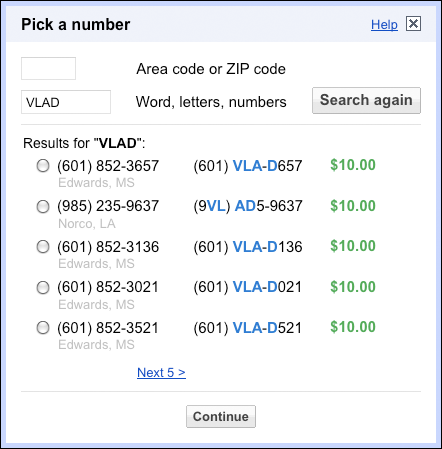 Pick a number Help
Area code or ZIP code
VLAD Word, letters, numbers Search again
Results for "VLAD":
(601) 852-3657 (601) VLA-D657 $10.00
Edwards, MS
(985) 235-9637 (9VL) AD5-9637 $10.00
Norco, LA
(601) 852-3136 (601) VLA-D136 $10.00
Edwards, MS
(601) 852-3021 (601) VLA-D021 $10.00
Edwards, MS
(601) 852-3521 (601) VLA-D521 $10.00
Edwards, MS
Next 5 >
Continue